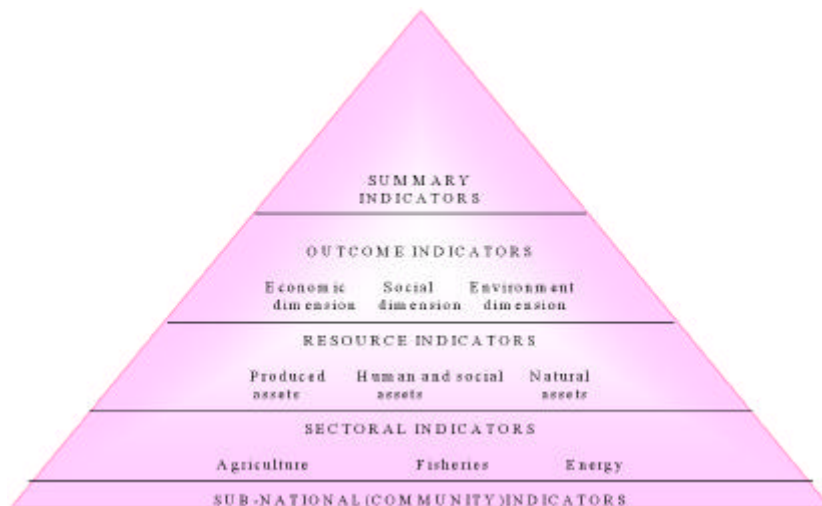 SUMMARY
INDICATORS
OUTCOME INDICATORS
Economic Social Environment
dimension dimension dimension
RESOURCE INDICATORS
Produced Human and social Natural
assets assets assets
SECTORAL INDICATORS
Agriculture Fisheries Energy
SUB-NATIONAL (COMMUNITY) INDICATORS